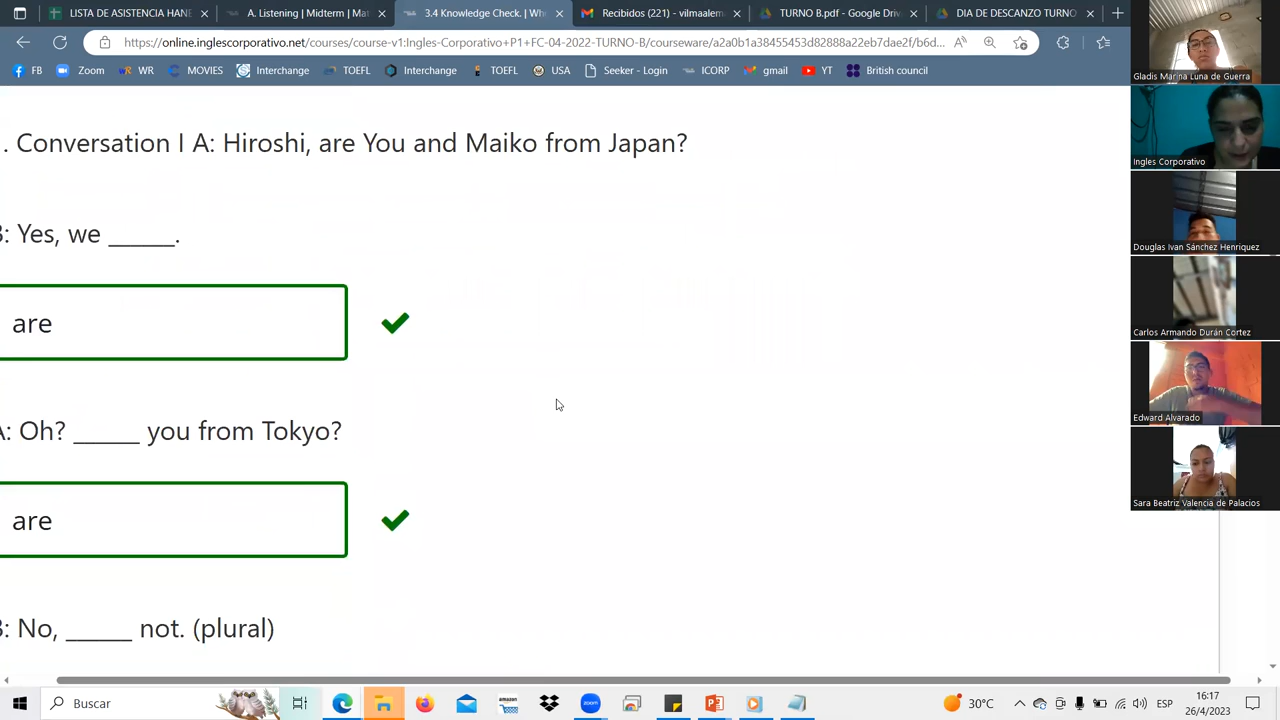 LISTA DE ASISTENCIA HANE
A. Listening | Midterm | Mat
3.4 Knowledge Check. | Wh
Recibidos (221) - vilmaalem
TURNO B.pdf - Google Driv
DIA DE DESCANZO TURNO
https://online.inglescorporativo.net/courses/course-v1:Ingles-Corporativo+P1+FC-04-2022-TURNO-B/courseware/a2a0b1a38455453d82888a22eb7dae2f/b6d...
FB
Zoom
WR
MOVIES
Interchange
TOEFL
Interchange
TOEFL
USA
Seeker - Login
ICORP
gmail
YT
British council
. Conversation I A: Hiroshi, are You and Maiko from Japan?
B: Yes, we ______.
are
A: Oh? ______ you from Tokyo?
are
B: No, ______ not. (plural)
Gladis Marina Luna de Guerra
Ingles Corporativo
Douglas Ivan Sánchez Henriquez
Carlos Armando Durán Cortez
Edward Alvarado
Sara Beatriz Valencia de Palacios
Buscar
30°C
ESP
16:17
26/4/2023